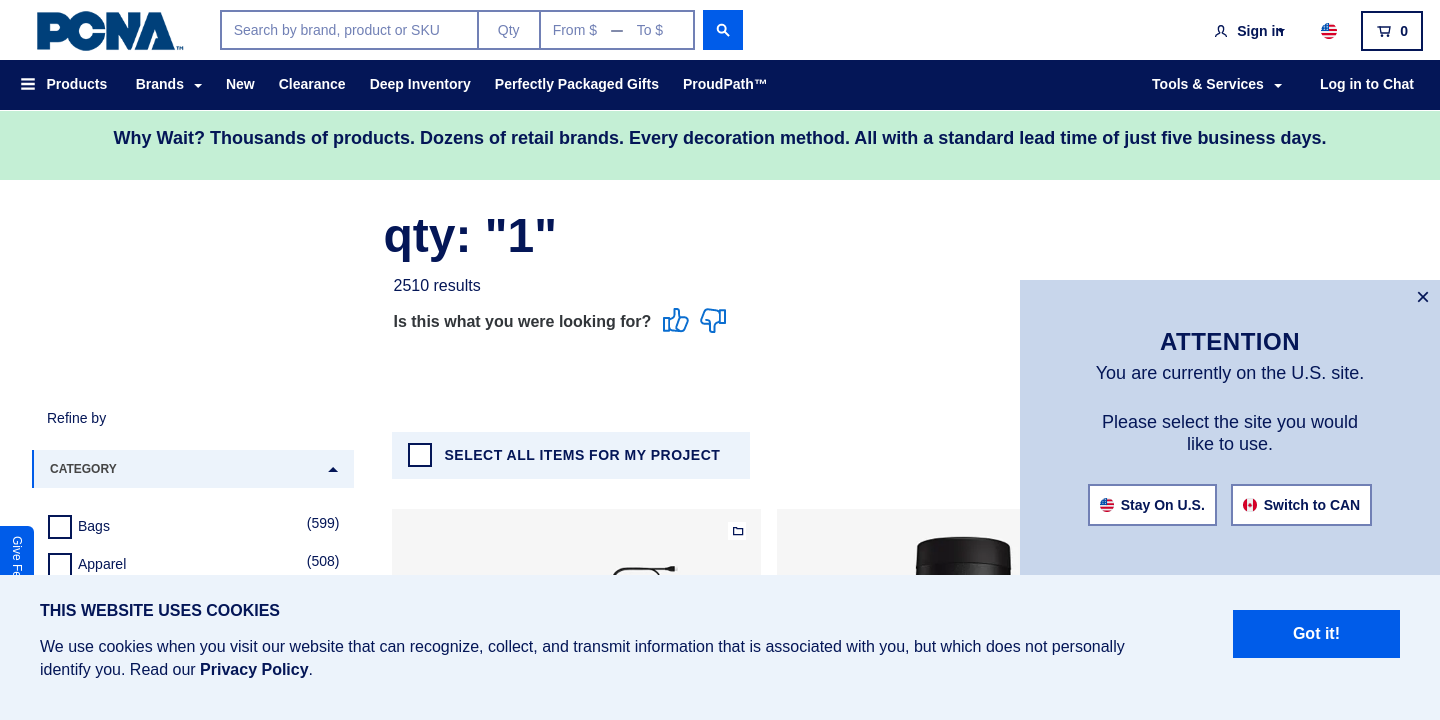 PCNA™
Search by brand, product or SKU
Qty
From $ — To $
Sign in
0
Products
Brands
New
Clearance
Deep Inventory
Perfectly Packaged Gifts
ProudPath™
Tools & Services
Log in to Chat
Why Wait? Thousands of products. Dozens of retail brands. Every decoration method. All with a standard lead time of just five business days.
qty: "1"
2510 results
Is this what you were looking for?
×
ATTENTION
You are currently on the U.S. site.
Please select the site you would
like to use.
Stay On U.S.
Switch to CAN
Refine by
CATEGORY
SELECT ALL ITEMS FOR MY PROJECT
Bags (599)
Apparel (508)
Give Fe
THIS WEBSITE USES COOKIES
We use cookies when you visit our website that can recognize, collect, and transmit information that is associated with you, but which does not personally
identify you. Read our Privacy Policy.
Got it!